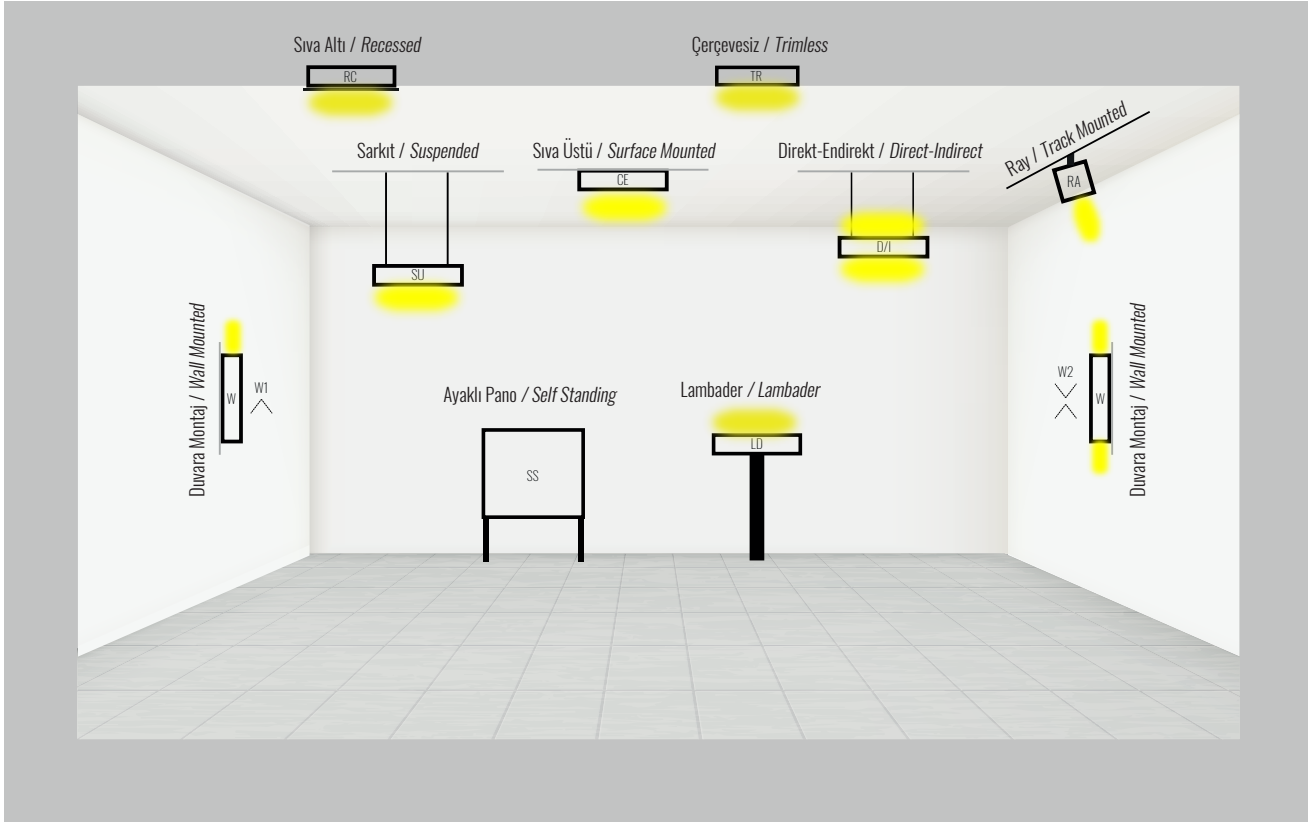 Sıva Altı / Recessed
RC
Çerçevesiz / Trimless
TR
Sarkıt / Suspended
SU
Sıva Üstü / Surface Mounted
CE
Direkt-Endirekt / Direct-Indirect
D/I
Ray / Track Mounted
RA
Duvara Montaj / Wall Mounted
W
W1
Ayaklı Pano / Self Standing
SS
Lambader / Lambader
LD
W2
W
Duvara Montaj / Wall Mounted